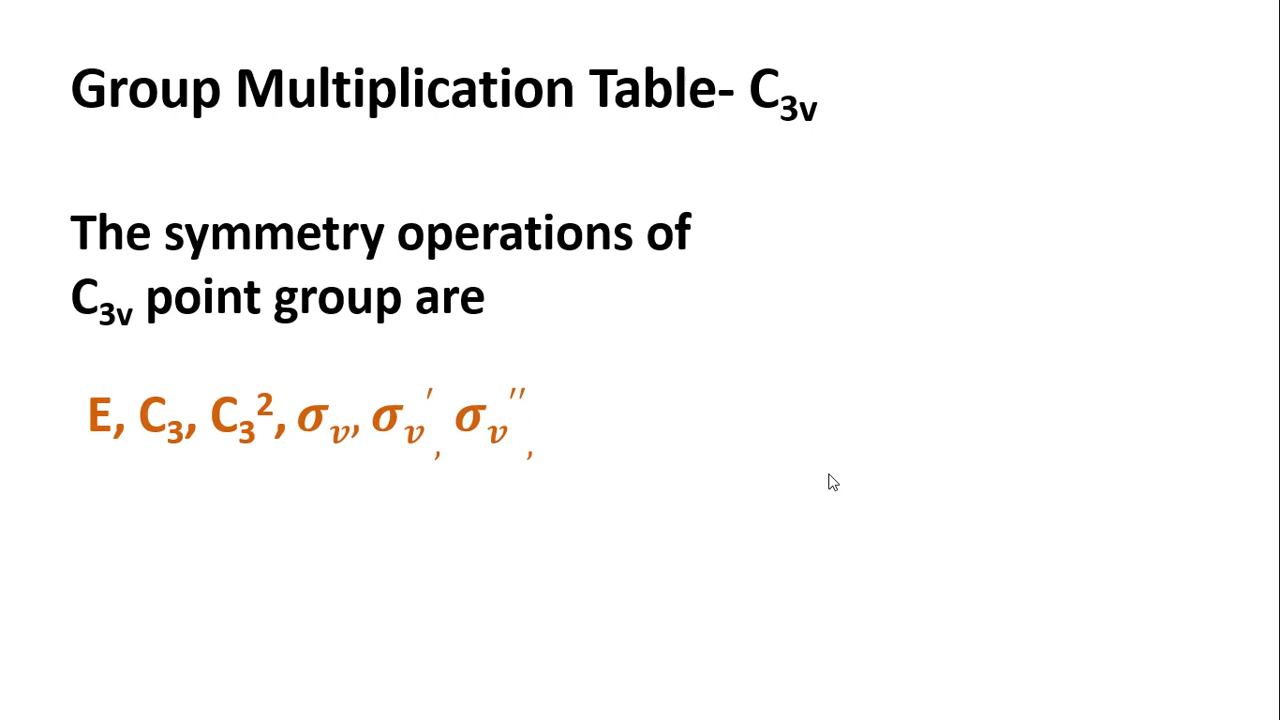 Group Multiplication Table- C₃ᵥ
The symmetry operations of
C₃ᵥ point group are
E, C₃, C₃², σᵥ, σᵥ′, σᵥ′′,